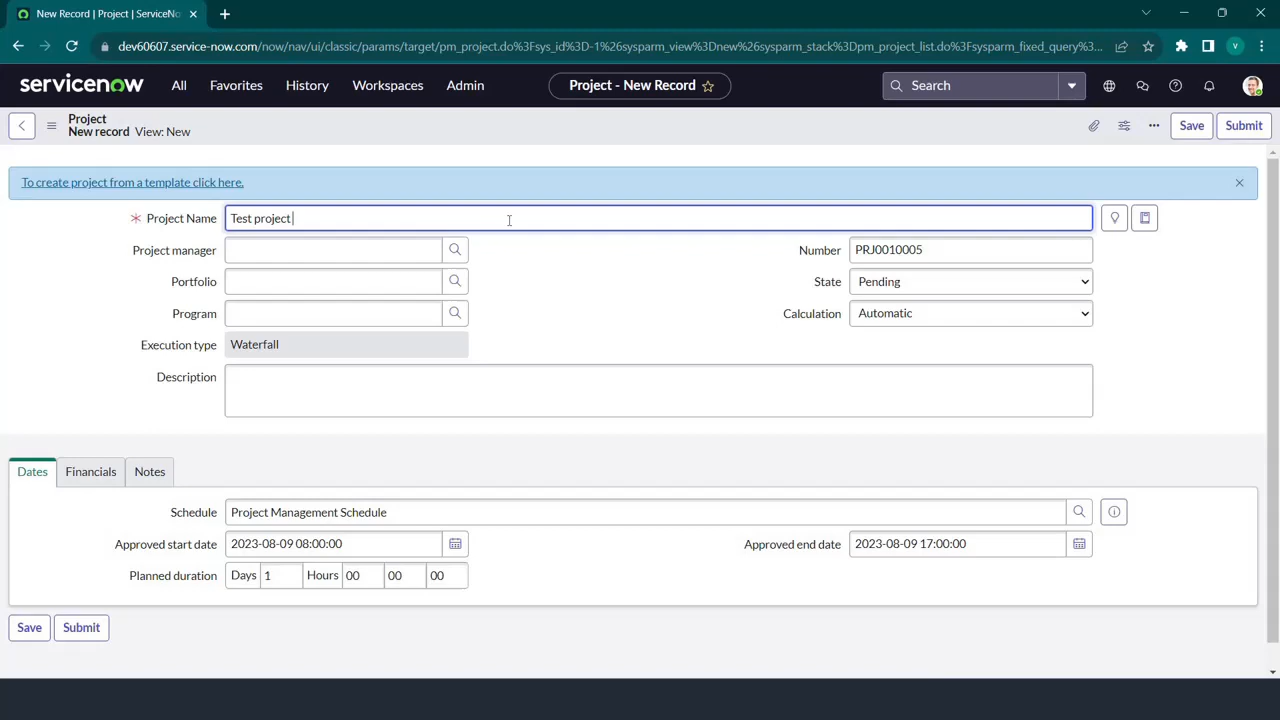 New Record | Project | ServiceNo
dev60607.service-now.com/now/nav/ui/classic/params/target/pm_project.do%3Fsys_id%3D-1%26sysparm_view%3Dnew%26sysparm_stack%3Dpm_project_list.do%3Fsysparm_fixed_query%...
V
servicenow All Favorites History Workspaces Admin Project - New Record Search
Project
New record View: New
Save Submit
To create project from a template click here.
Project Name Test project
Project manager Number PRJ0010005
Portfolio State Pending
Program Calculation Automatic
Execution type Waterfall
Description
Dates Financials Notes
Schedule Project Management Schedule
Approved start date 2023-08-09 08:00:00 Approved end date 2023-08-09 17:00:00
Planned duration Days 1 Hours 00 00 00
Save Submit